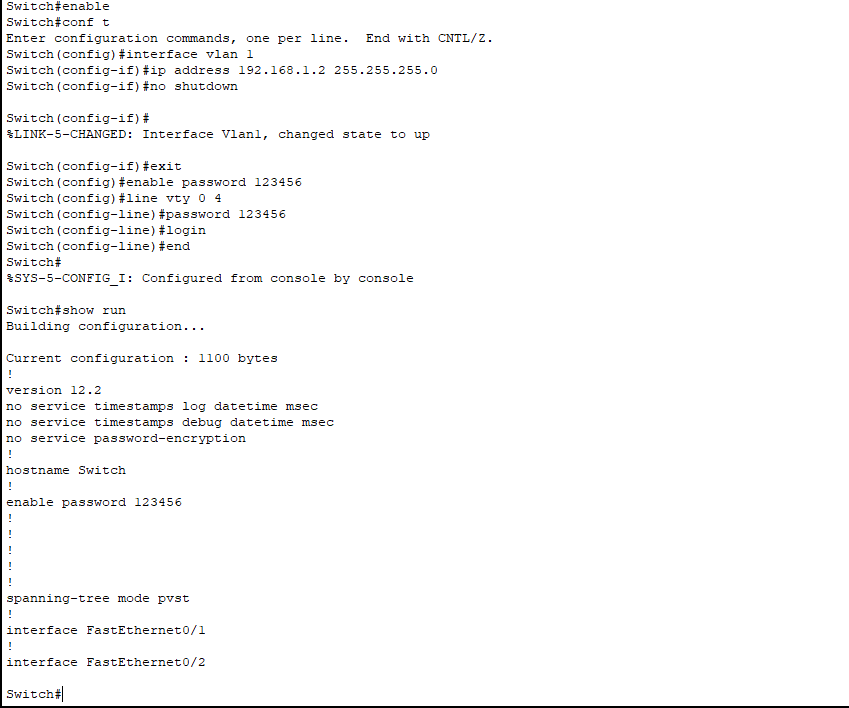 Switch#enable
Switch#conf t
Enter configuration commands, one per line.  End with CNTL/Z.
Switch(config)#interface vlan 1
Switch(config-if)#ip address 192.168.1.2 255.255.255.0
Switch(config-if)#no shutdown

Switch(config-if)#
%LINK-5-CHANGED: Interface Vlan1, changed state to up

Switch(config-if)#exit
Switch(config)#enable password 123456
Switch(config)#line vty 0 4
Switch(config-line)#password 123456
Switch(config-line)#login
Switch(config-line)#end
Switch#
%SYS-5-CONFIG_I: Configured from console by console

Switch#show run
Building configuration...

Current configuration : 1100 bytes
!
version 12.2
no service timestamps log datetime msec
no service timestamps debug datetime msec
no service password-encryption
!
hostname Switch
!
enable password 123456
!
!
!
!
!
spanning-tree mode pvst
!
interface FastEthernet0/1
!
interface FastEthernet0/2

Switch#